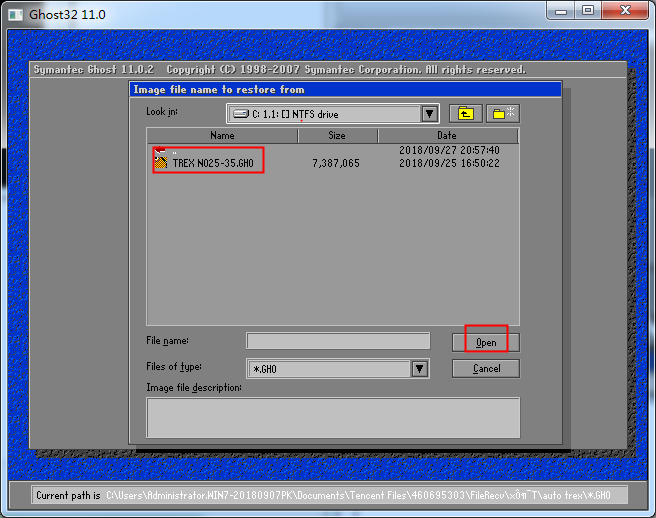 Ghost32 11.0
Symantec Ghost 11.0.2 Copyright (C) 1998-2007 Symantec Corporation. All rights reserved.
Image file name to restore from
Look in: C: 1.1: [] NTFS drive
Name Size Date
.. 2018/09/27 20:57:40
TREX NO25-35.GHO 7,387,065 2018/09/25 16:50:22
File name: Open
Files of type: *.GHO Cancel
Image file description:
Current path is C:\Users\Administrator.WIN7-20180907PK\Documents\Tencent Files\460695303\FileRecv\\auto trex\*.GHO